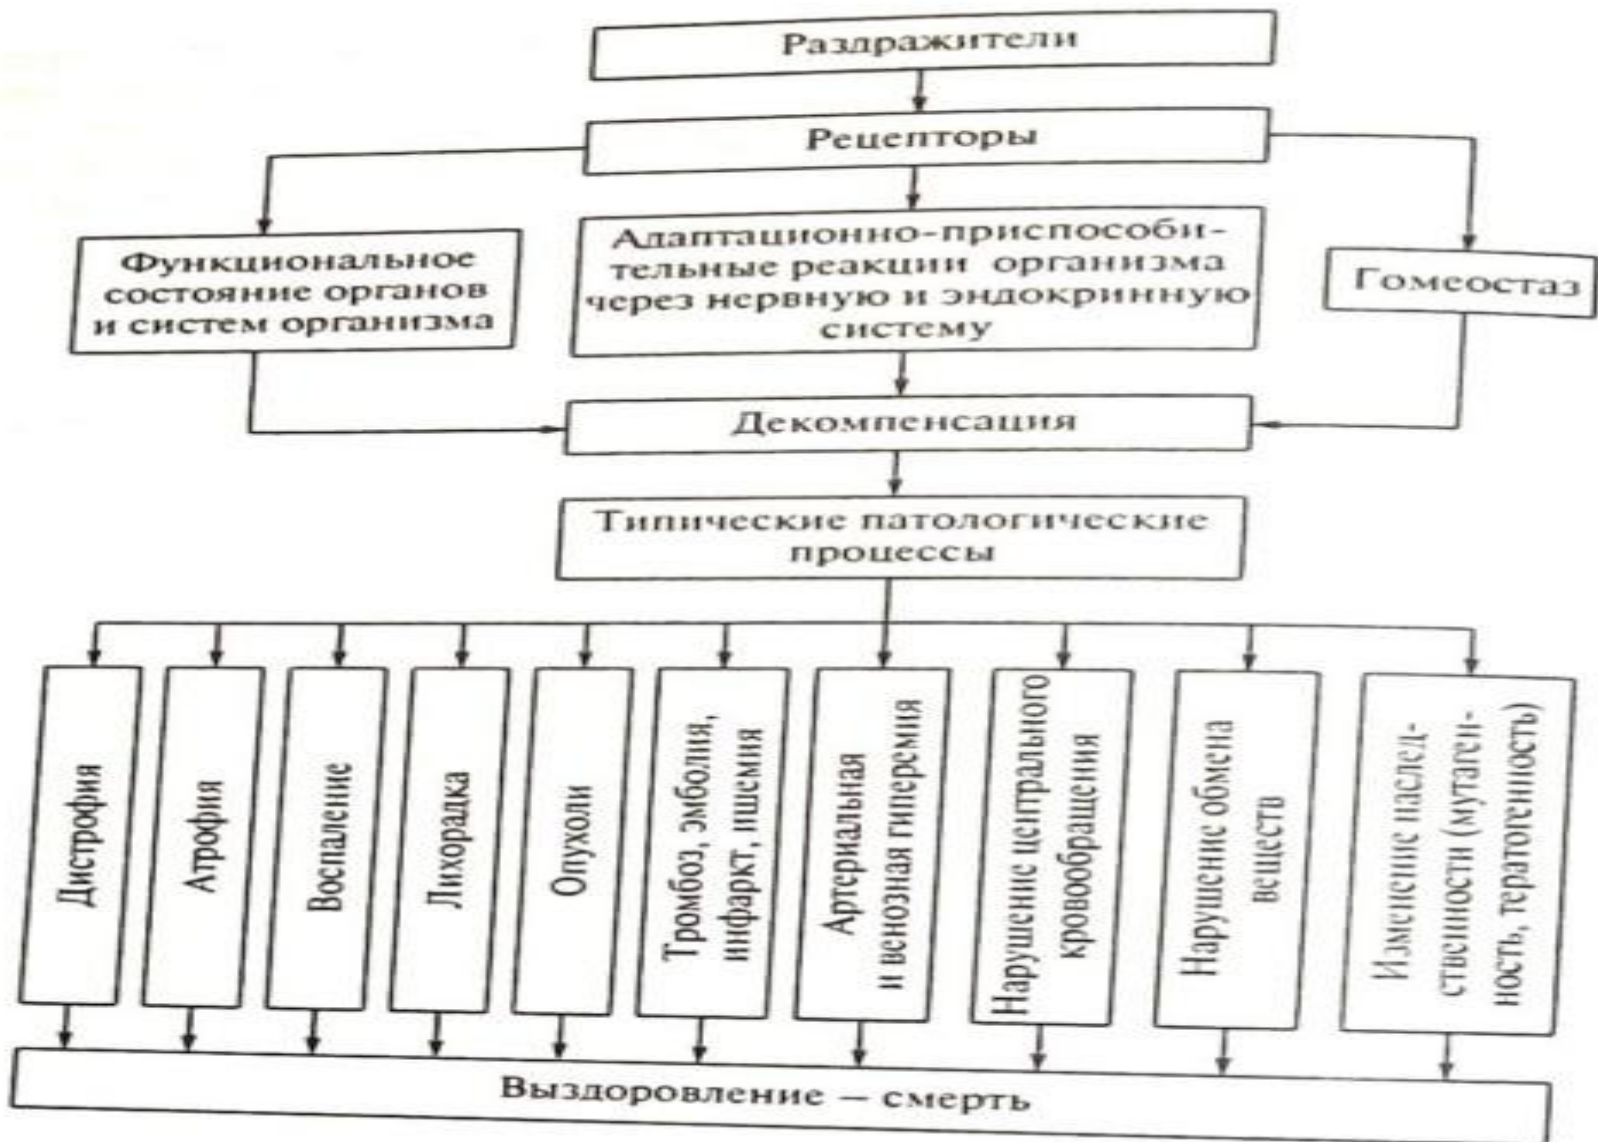 Раздражители
Рецепторы
Функциональное
состояние органов
и систем организма
Адаптационно-приспособи-
тельные реакции организма
через нервную и эндокринную
систему
Гомеостаз
Декомпенсация
Типические патологические
процессы
Дистрофия
Атрофия
Воспаление
Лихорадка
Опухоли
Тромбоз, эмболия,
инфаркт, ишемия
Артериальная
и венозная гиперемия
Нарушение центрального
кровообращения
Нарушение обмена
веществ
Изменение наслед-
ственности (мутаген-
ность, тератогенность)
Выздоровление – смерть